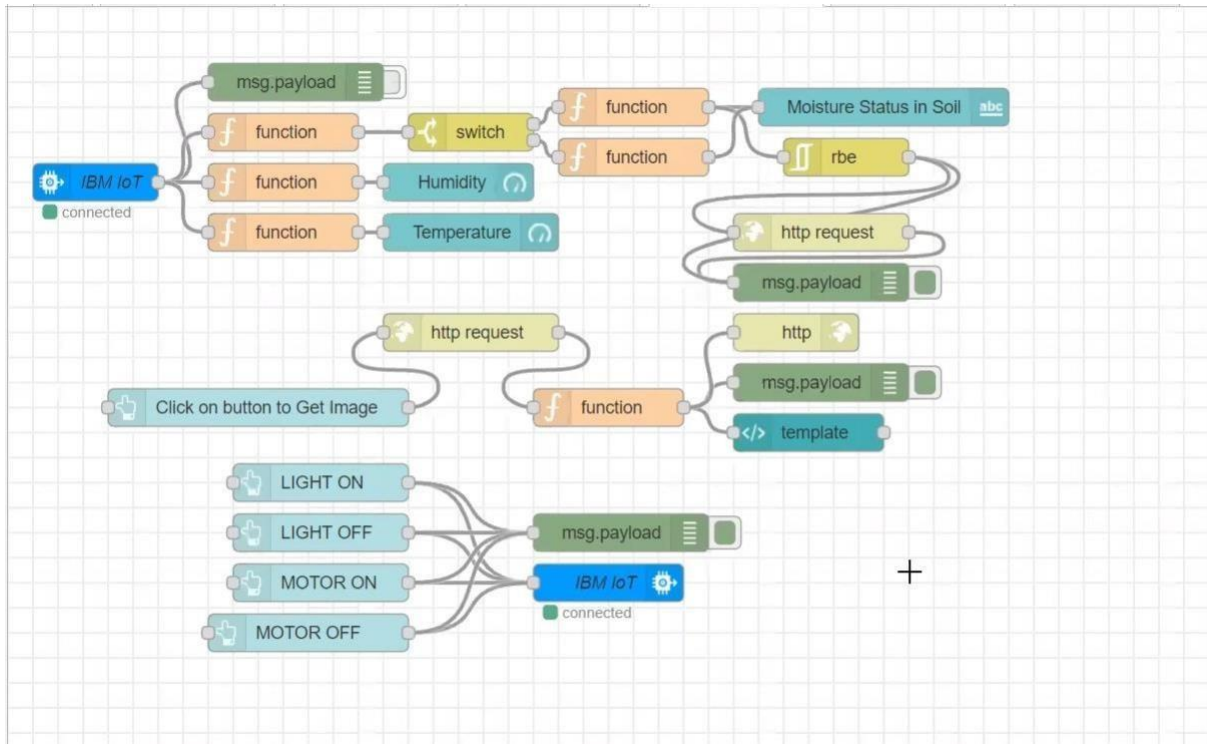 msg.payload
function
switch
function
Moisture Status in Soil
abc
function
rbe
IBM IoT
connected
function
Humidity
function
Temperature
http request
msg.payload
http request
http
msg.payload
Click on button to Get Image
function
</> template
LIGHT ON
LIGHT OFF
msg.payload
MOTOR ON
IBM IoT
connected
MOTOR OFF